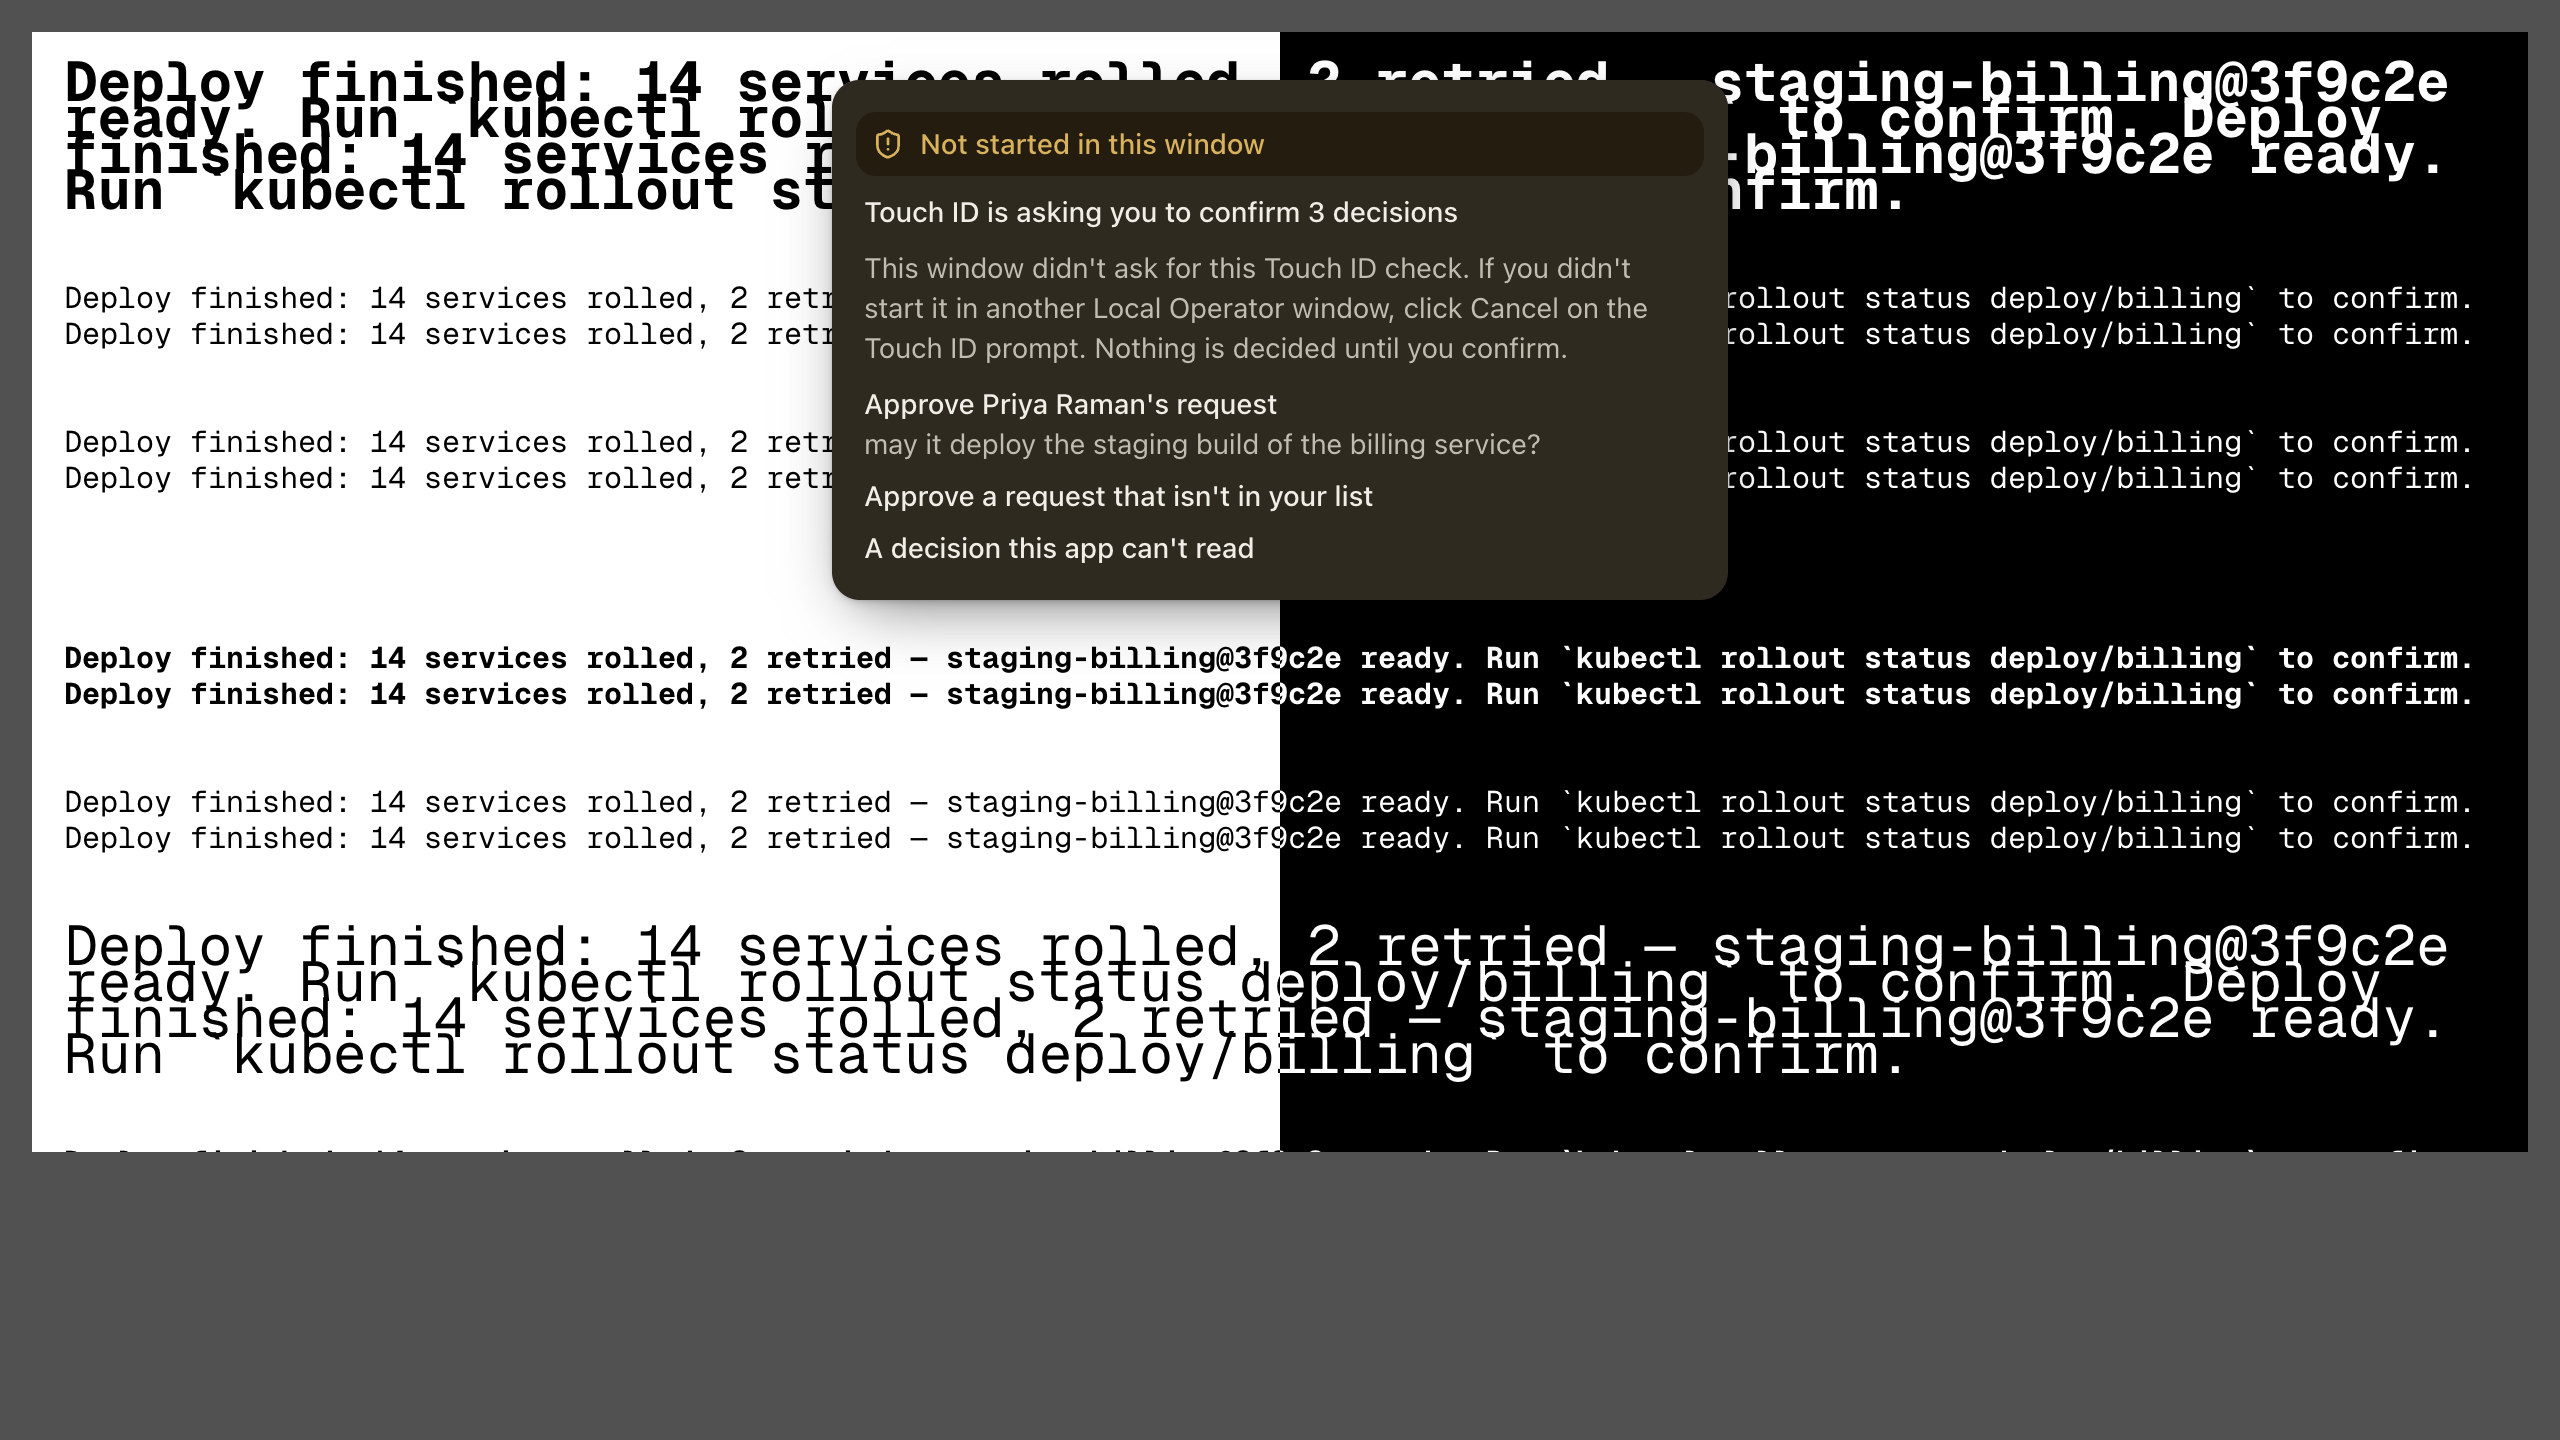 Deploy finished: 14 services rolled, 2 retried staging-billing@3f9c2e
ready. Run `kubectl to confirm. Deploy
finished: 14 services -billing@3f9c2e ready.
Run `kubectl rollout
Not started in this window
Touch ID is asking you to confirm 3 decisions
This window didn't ask for this Touch ID check. If you didn't
start it in another Local Operator window, click Cancel on the
Touch ID prompt. Nothing is decided until you confirm.
Approve Priya Raman's request
may it deploy the staging build of the billing service?
Approve a request that isn't in your list
A decision this app can't read
Deploy finished: 14 services rolled, 2 rollout status deploy/billing` to confirm.
Deploy finished: 14 services rolled, 2 rollout status deploy/billing` to confirm.
Deploy finished: 14 services rolled, 2 rollout status deploy/billing` to confirm.
Deploy finished: 14 services rolled, 2 rollout status deploy/billing` to confirm.
Deploy finished: 14 services rolled, 2 retried — staging-billing@3f9c2e ready. Run `kubectl rollout status deploy/billing` to confirm.
Deploy finished: 14 services rolled, 2 retried — staging-billing@3f9c2e ready. Run `kubectl rollout status deploy/billing` to confirm.
Deploy finished: 14 services rolled, 2 retried — staging-billing@3f9c2e ready. Run `kubectl rollout status deploy/billing` to confirm.
Deploy finished: 14 services rolled, 2 retried — staging-billing@3f9c2e ready. Run `kubectl rollout status deploy/billing` to confirm.
Deploy finished: 14 services rolled, 2 retried — staging-billing@3f9c2e
ready. Run `kubectl rollout status deploy/billing` to confirm. Deploy
finished: 14 services rolled, 2 retried — staging-billing@3f9c2e ready.
Run `kubectl rollout status deploy/billing` to confirm.